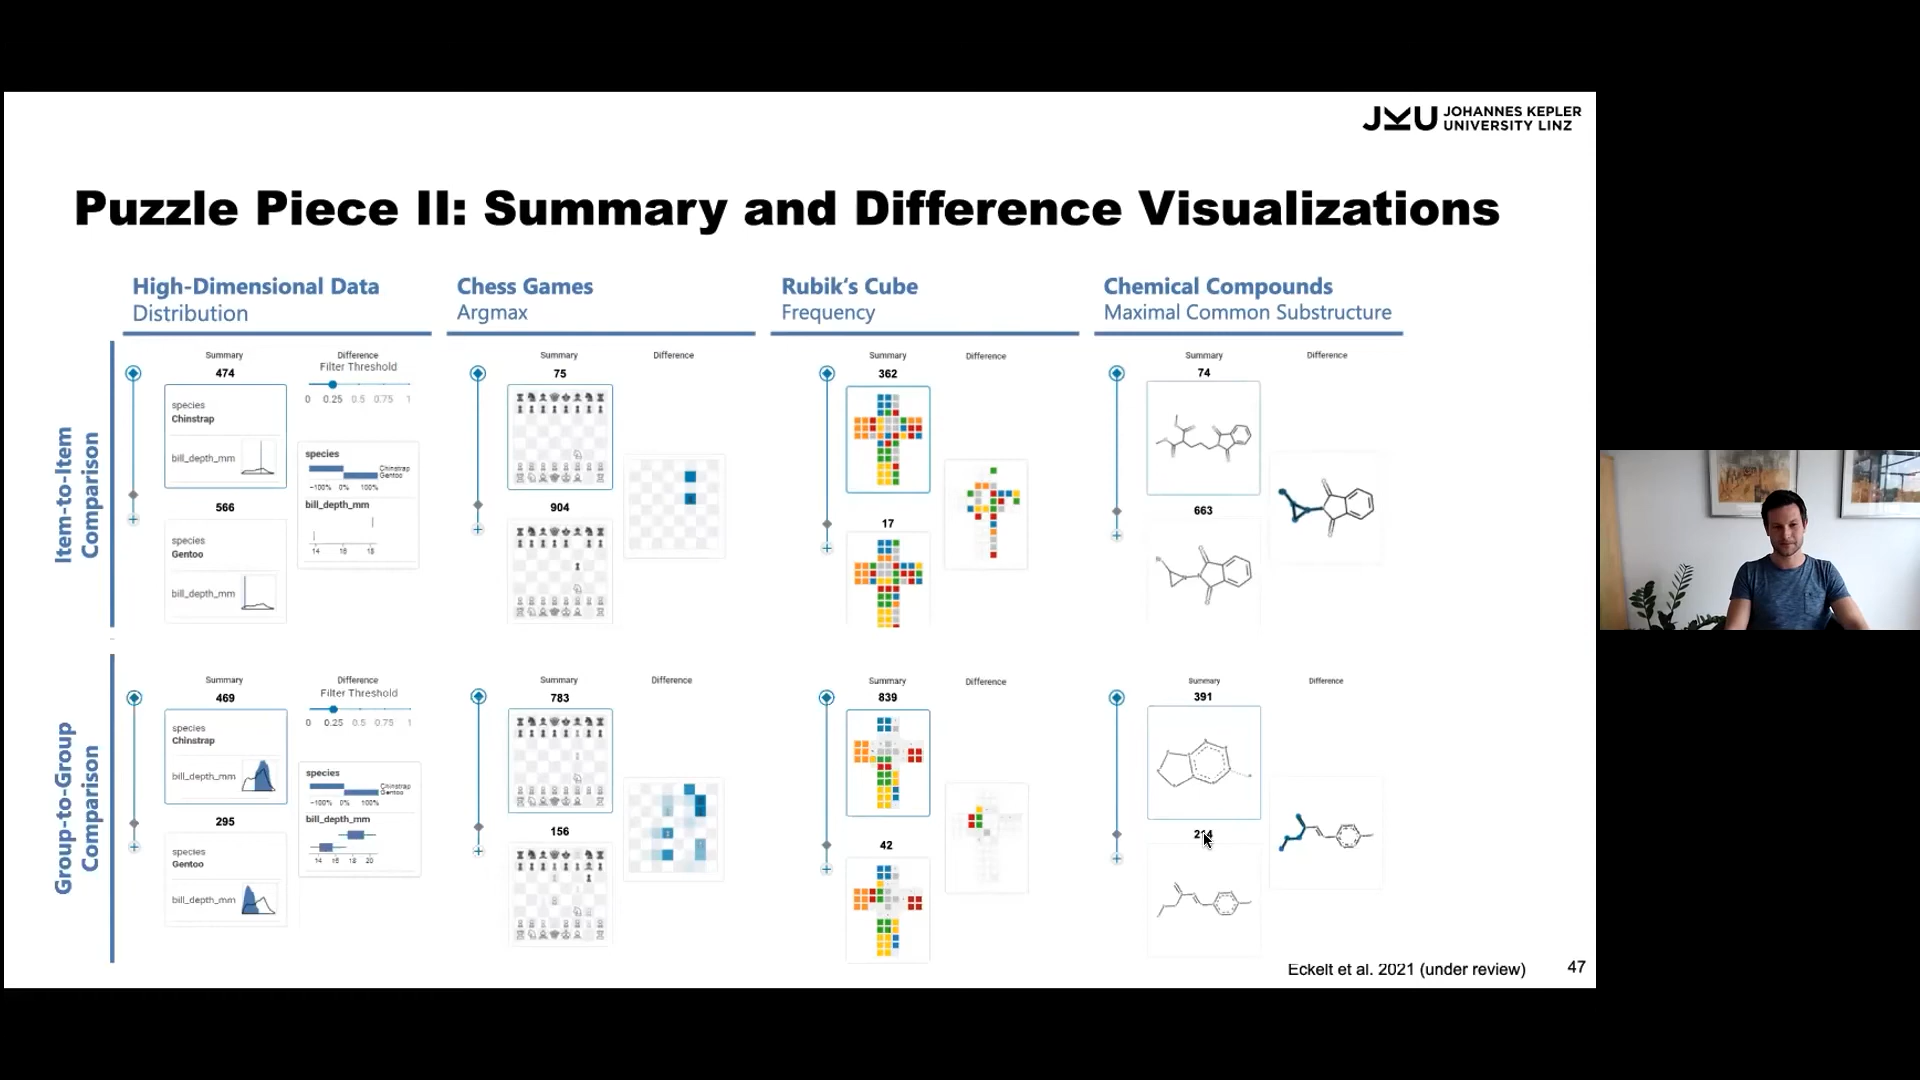 JKU JOHANNES KEPLER
UNIVERSITY LINZ
Puzzle Piece II: Summary and Difference Visualizations
High-Dimensional Data
Distribution
Chess Games
Argmax
Rubik's Cube
Frequency
Chemical Compounds
Maximal Common Substructure
Item-to-Item
Comparison
Summary
474
species
Chinstrap
bill_depth_mm
566
species
Gentoo
bill_depth_mm
Difference
Filter Threshold
0 0.25 0.5 0.75 1
species
Chinstrap
Gentoo
-100% 0% 100%
bill_depth_mm
14 16 18
Summary
75
904
Difference
Summary
362
17
Difference
Summary
74
663
Difference
Group-to-Group
Comparison
Summary
469
species
Chinstrap
bill_depth_mm
295
species
Gentoo
bill_depth_mm
Difference
Filter Threshold
0 0.25 0.5 0.75 1
species
Chinstrap
Gentoo
-100% 0% 100%
bill_depth_mm
14 16 18 20
Summary
783
156
Difference
Summary
839
42
Difference
Summary
391
Difference
Eckelt et al. 2021 (under review)
47